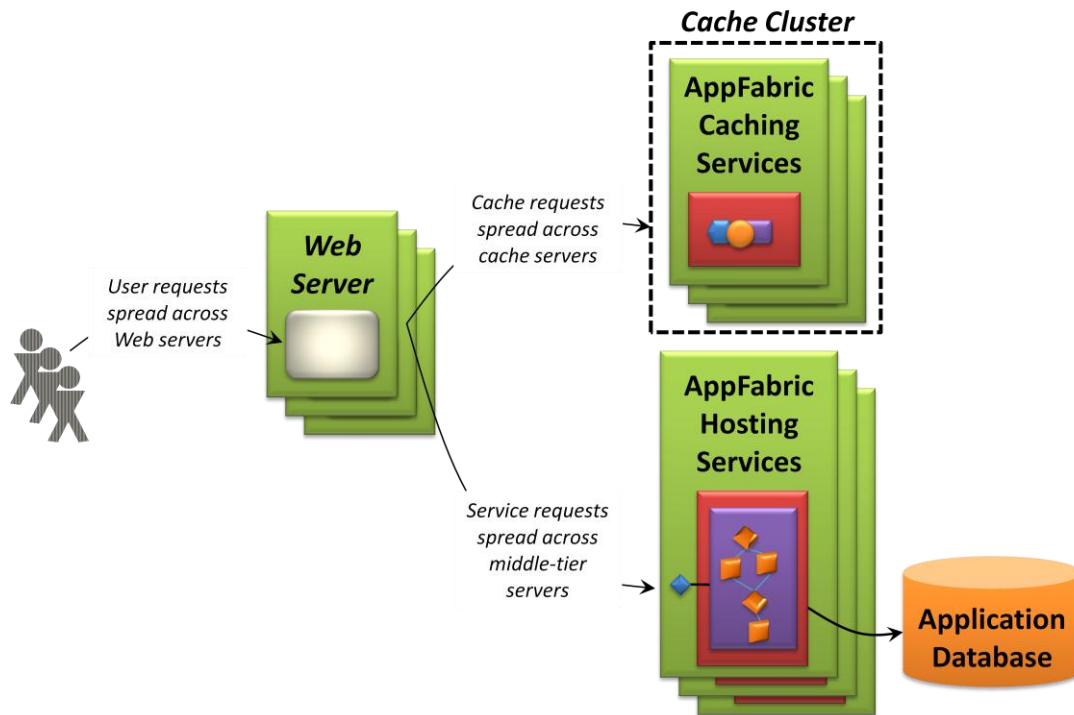 Cache Cluster
AppFabric
Caching
Services
Cache requests
spread across
cache servers
Web
Server
User requests
spread across
Web servers
AppFabric
Hosting
Services
Service requests
spread across
middle-tier
servers
Application
Database